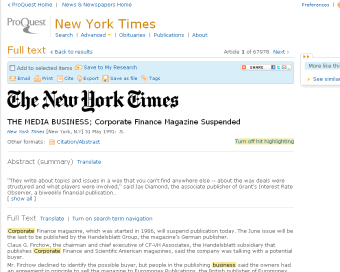 ProQuest Home | News & Newspapers Home
Preferences
ProQuest
New York Times
Search | Advanced | Obituaries | Publications | About
Full text
Back to results
Article 1 of 67978 Next
Add to selected items Save to My Research
SHARE
Email Print Cite Export Save as file Tags
More like this
See similar
The New York Times
THE MEDIA BUSINESS; Corporate Finance Magazine Suspended
New York Times [New York, N.Y] 31 May 1991:
Other formats: Citation/Abstract
Turn off hit highlighting
Abstract (summary) Translate
"They write about topics and issues in a way that you can't find anywhere else -- about the way deals were
structured and what players were involved," said Jay Diamond, the associate publisher of Grant's Interest Rate
Observer, a biweekly financial publication.
[ show all ]
Full Text Translate | Turn on search term navigation
Corporate Finance magazine, which was started in 1986, will suspend publication today. The June issue will be
the last to be published by the Handelsblatt Group, the magazine's German publisher.
Claus G. Firchow, the chairman and chief executive of CF-VH Associates, the Handelsblatt subsidiary that
publishes Corporate Finance and Scientific American magazines, said the company was talking with a potential
buyer.
Mr. Firchow declined to identify the possible buyer, but people in the publishing business said the owners had
an agreement in principle to sell the magazine to Euromoney Publications, the British publisher of Euromoney